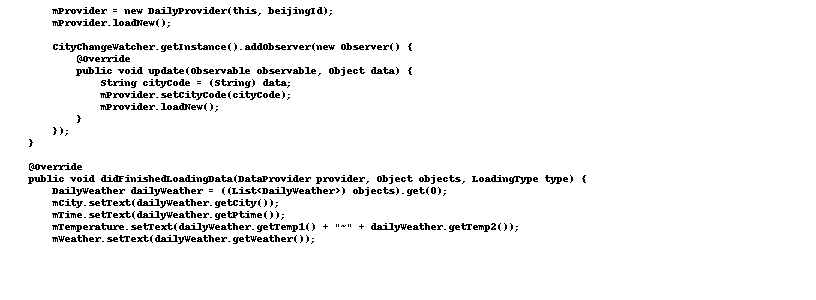 mProvider = new DailyProvider(this, beijingId);
mProvider.loadNew();
CityChangeWatcher.getInstance().addObserver(new Observer() {
@Override
public void update(Observable observable, Object data) {
String cityCode = (String) data;
mProvider.setCityCode(cityCode);
mProvider.loadNew();
}
});
}
@Override
public void didFinishedLoadingData(DataProvider provider, Object objects, LoadingType type) {
DailyWeather dailyWeather = ((List<DailyWeather>) objects).get(0);
mCity.setText(dailyWeather.getCity());
mTime.setText(dailyWeather.getPtime());
mTemperature.setText(dailyWeather.getTemp1() + "~" + dailyWeather.getTemp2());
mWeather.setText(dailyWeather.getWeather());